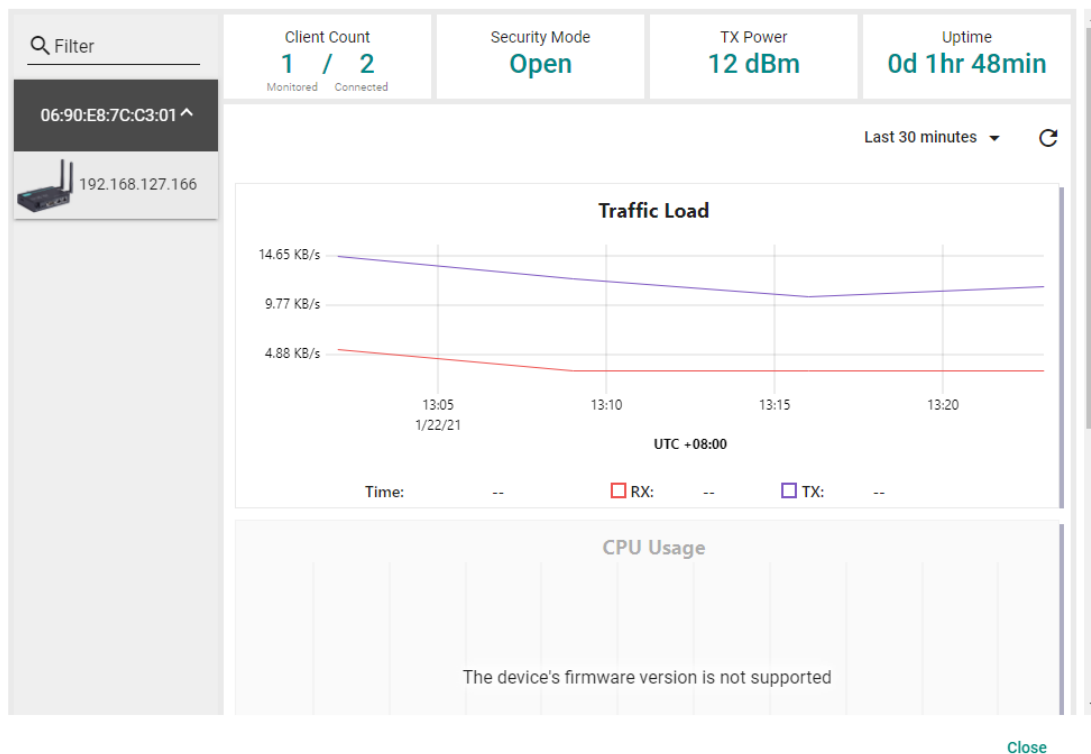 Filter
06:90:E8:7C:C3:01
192.168.127.166
Client Count
1 / 2
Monitored Connected
Security Mode
Open
TX Power
12 dBm
Uptime
0d 1hr 48min
Last 30 minutes
Traffic Load
14.65 KB/s
9.77 KB/s
4.88 KB/s
13:05 13:10 13:15 13:20
1/22/21
UTC +08:00
Time: -- RX: -- TX: --
CPU Usage
The device's firmware version is not supported
Close